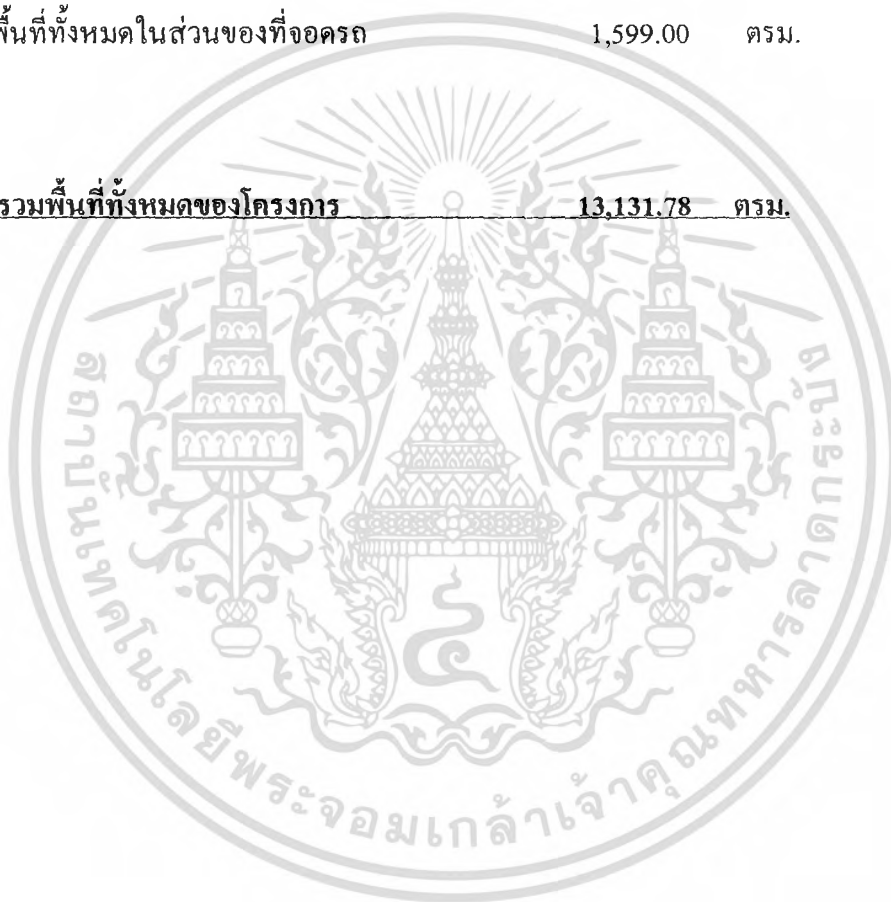 พื้นที่ทั้งหมดในส่วนของที่จอดรถ 1,599.00 ตรม.
รวมพื้นที่ทั้งหมดของโครงการ 13,131.78 ตรม.
สถาบันเทคโนโลยีพระจอมเกล้าเจ้าคุณทหารลาดกระบัง
๔